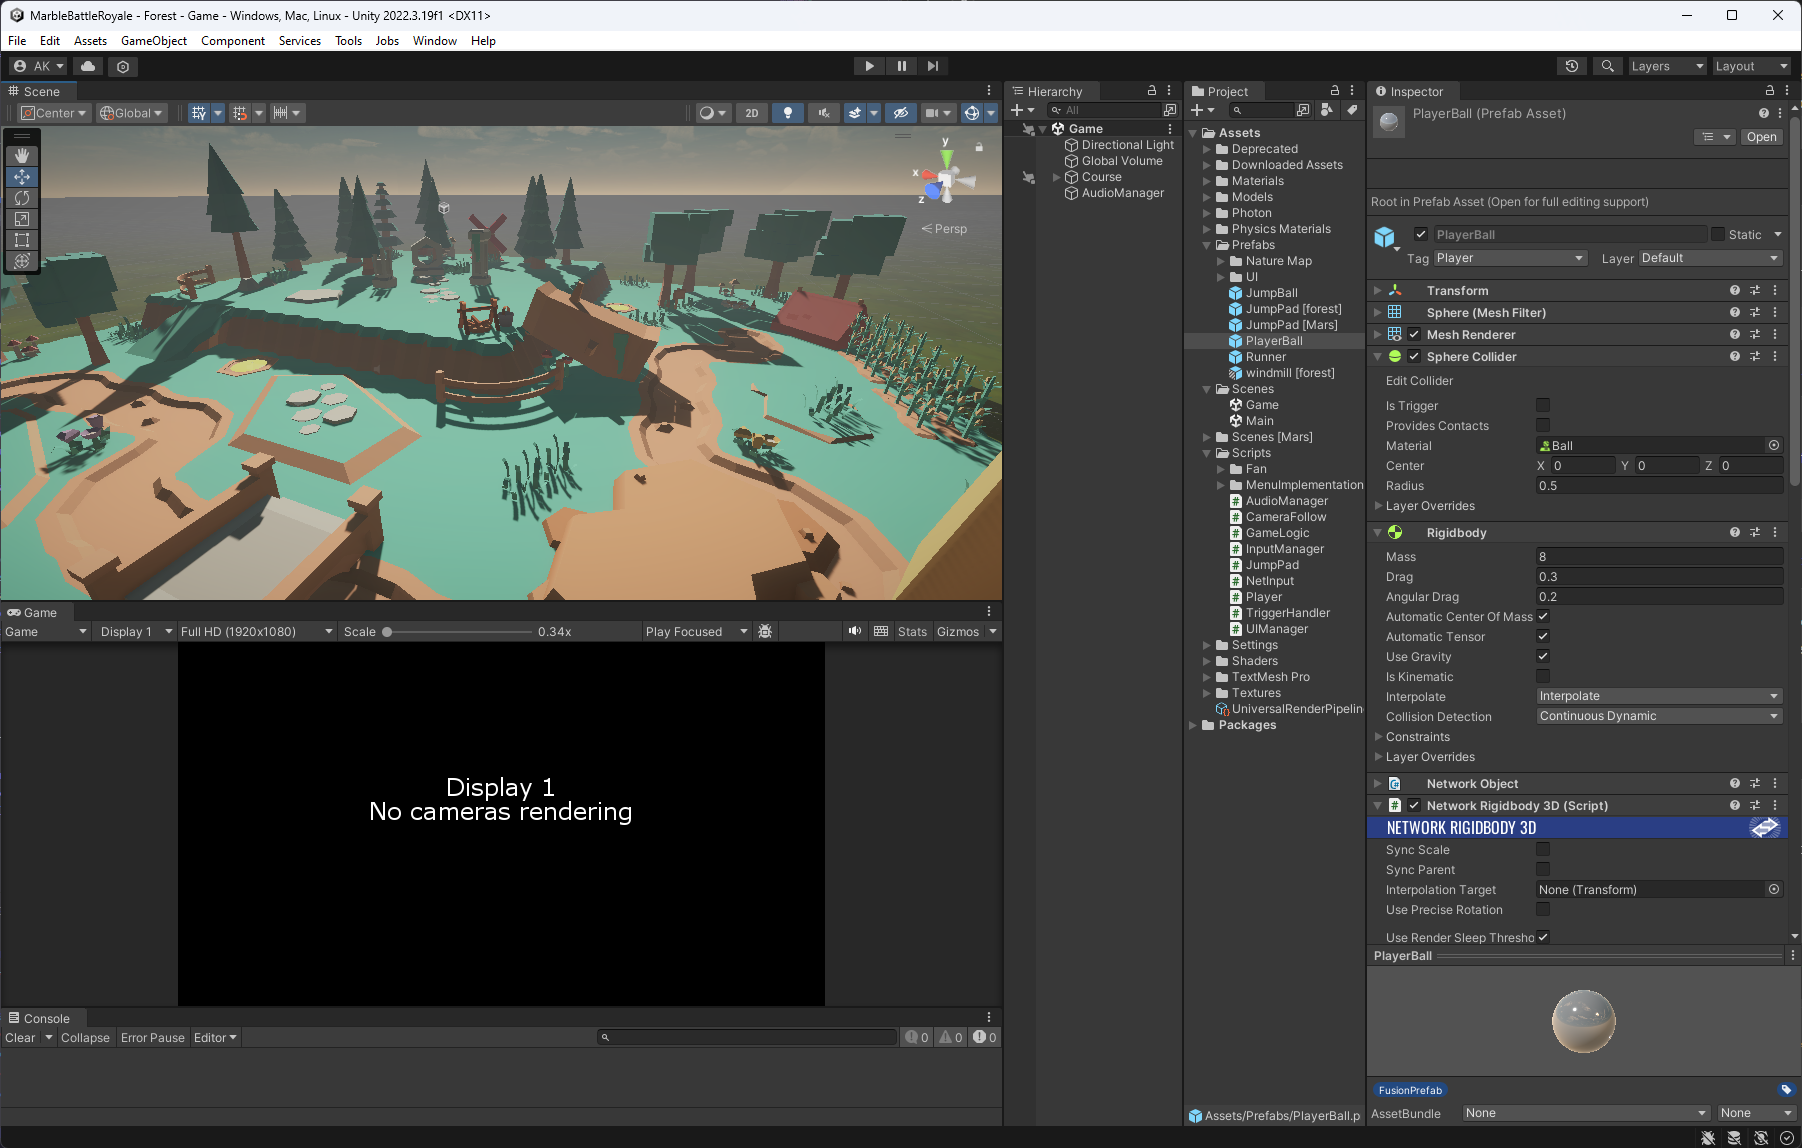 MarbleBattleRoyale - Forest - Game - Windows, Mac, Linux - Unity 2022.3.19f1 <DX11>
File Edit Assets GameObject Component Services Tools Jobs Window Help
AK
Layers
Layout
Scene
Center
Global
2D
y
x
z
Persp
Game
Game
Display 1
Full HD (1920x1080)
Scale
0.34x
Play Focused
Stats
Gizmos
Display 1
No cameras rendering
Console
Clear
Collapse
Error Pause
Editor
0
0
0
Hierarchy
All
Game
Directional Light
Global Volume
Course
AudioManager
Project
Assets
Deprecated
Downloaded Assets
Materials
Models
Photon
Physics Materials
Prefabs
Nature Map
UI
JumpBall
JumpPad [forest]
JumpPad [Mars]
PlayerBall
Runner
windmill [forest]
Scenes
Game
Main
Scenes [Mars]
Scripts
Fan
MenuImplementation
AudioManager
CameraFollow
GameLogic
InputManager
JumpPad
NetInput
Player
TriggerHandler
UIManager
Settings
Shaders
TextMesh Pro
Textures
UniversalRenderPipelin
Packages
Assets/Prefabs/PlayerBall.p
Inspector
PlayerBall (Prefab Asset)
Open
Root in Prefab Asset (Open for full editing support)
PlayerBall
Static
Tag Player
Layer Default
Transform
Sphere (Mesh Filter)
Mesh Renderer
Sphere Collider
Edit Collider
Is Trigger
Provides Contacts
Material Ball
Center X 0 Y 0 Z 0
Radius 0.5
Layer Overrides
Rigidbody
Mass 8
Drag 0.3
Angular Drag 0.2
Automatic Center Of Mass
Automatic Tensor
Use Gravity
Is Kinematic
Interpolate Interpolate
Collision Detection Continuous Dynamic
Constraints
Layer Overrides
Network Object
Network Rigidbody 3D (Script)
NETWORK RIGIDBODY 3D
Sync Scale
Sync Parent
Interpolation Target None (Transform)
Use Precise Rotation
Use Render Sleep Thresho
PlayerBall
FusionPrefab
AssetBundle None None